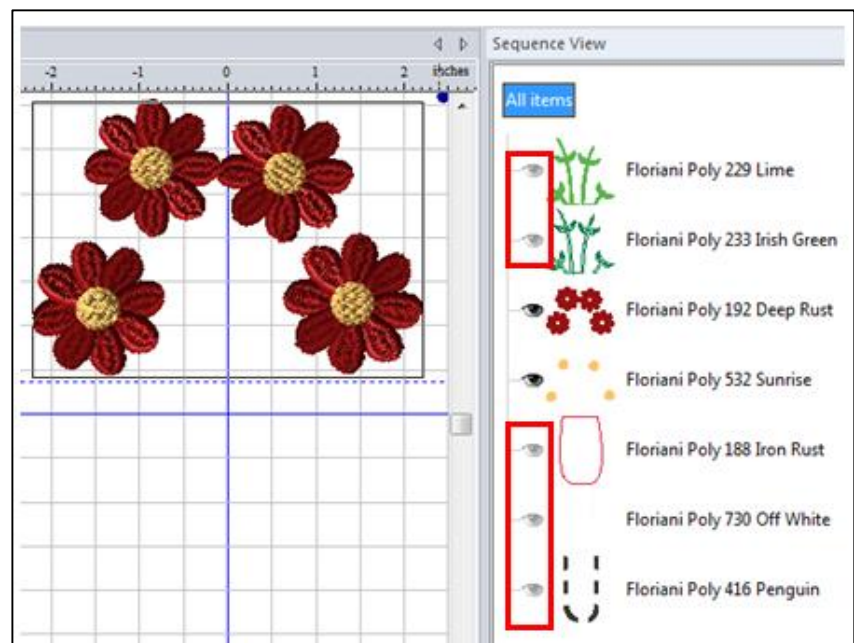 Sequence View
-2 -1 0 1 2 inches
All items
Floriani Poly 229 Lime
Floriani Poly 233 Irish Green
Floriani Poly 192 Deep Rust
Floriani Poly 532 Sunrise
Floriani Poly 188 Iron Rust
Floriani Poly 730 Off White
Floriani Poly 416 Penguin